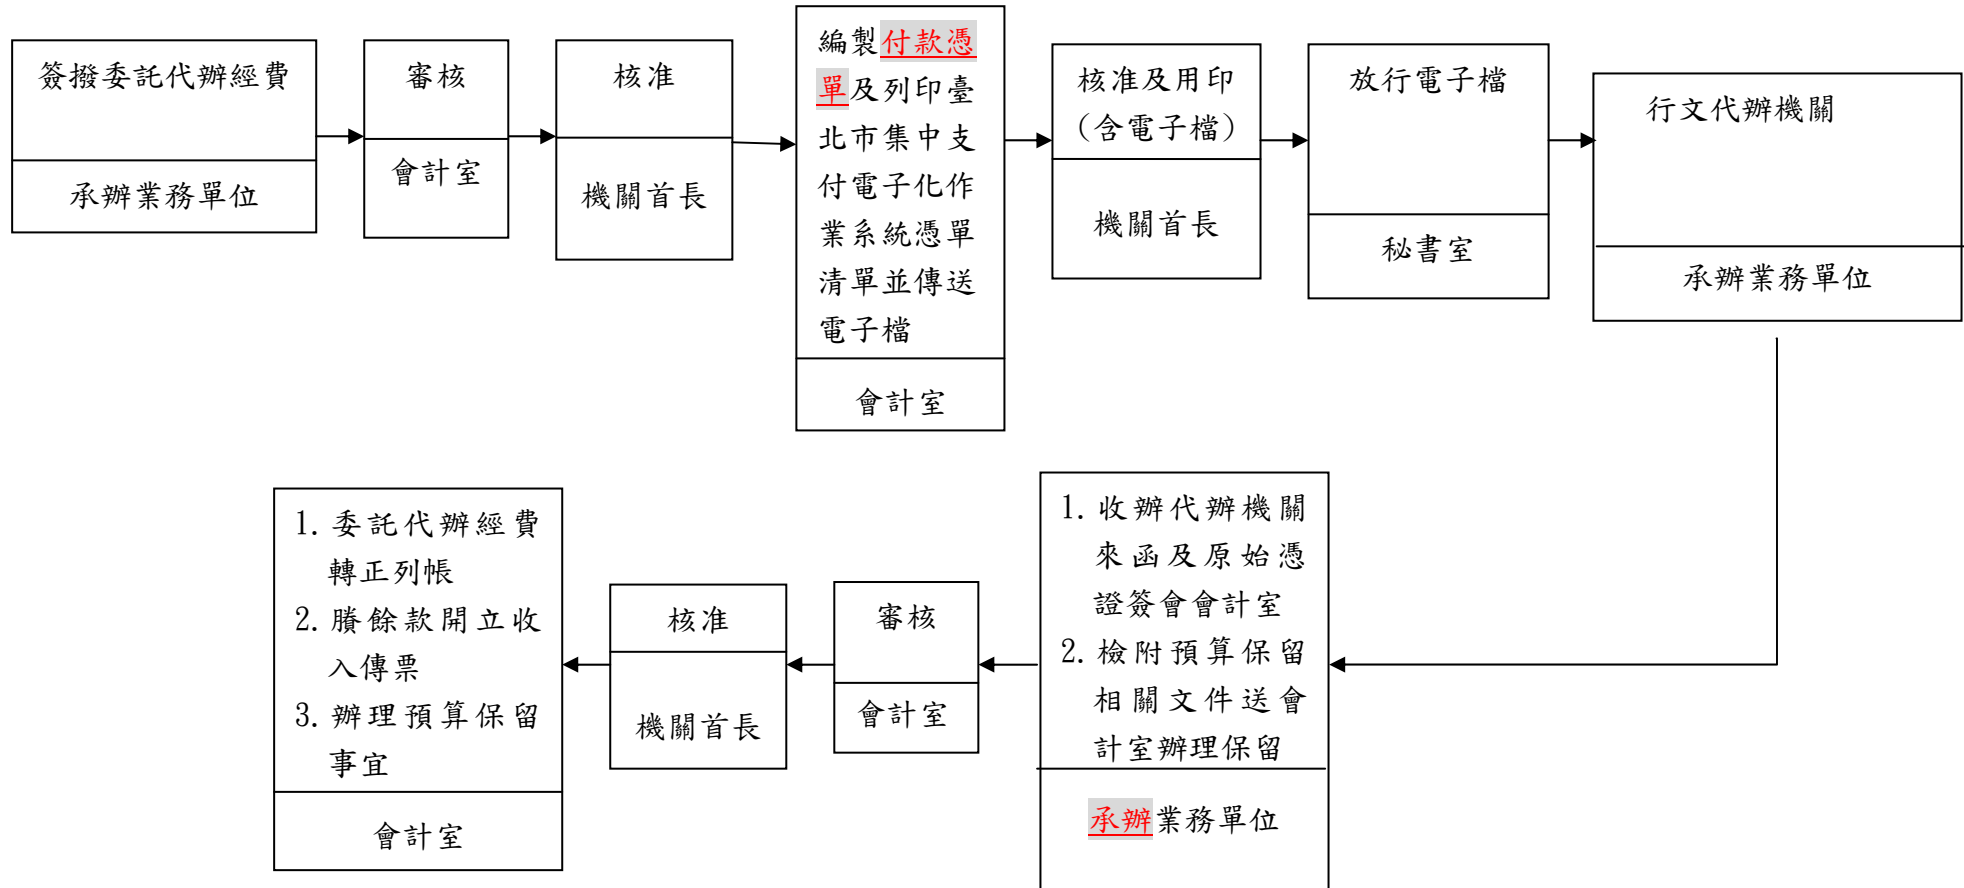 簽撥委託代辦經費
承辦業務單位
審核
會計室
核准
機關首長
編製付款憑
單及列印臺
北市集中支
付電子化作
業系統憑單
清單並傳送
電子檔
會計室
核准及用印
(含電子檔)
機關首長
放行電子檔
秘書室
行文代辦機關
承辦業務單位
1. 收辦代辦機關
來函及原始憑
證簽會會計室
2. 檢附預算保留
相關文件送會
計室辦理保留
承辦業務單位
審核
會計室
核准
機關首長
1. 委託代辦經費
轉正列帳
2. 賸餘款開立收
入傳票
3. 辦理預算保留
事宜
會計室